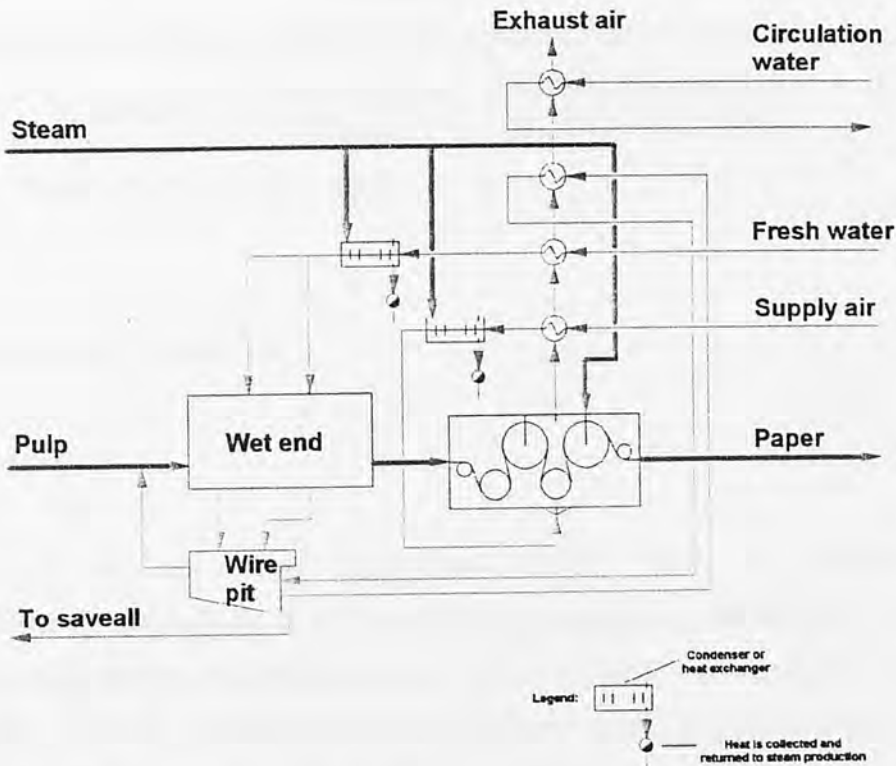 Exhaust air
Circulation
water
Steam
Fresh water
Supply air
Pulp
Wet end
Paper
Wire
pit
To saveall
Condenser or
heat exchanger
Legend:
Heat is collected and
returned to steam production